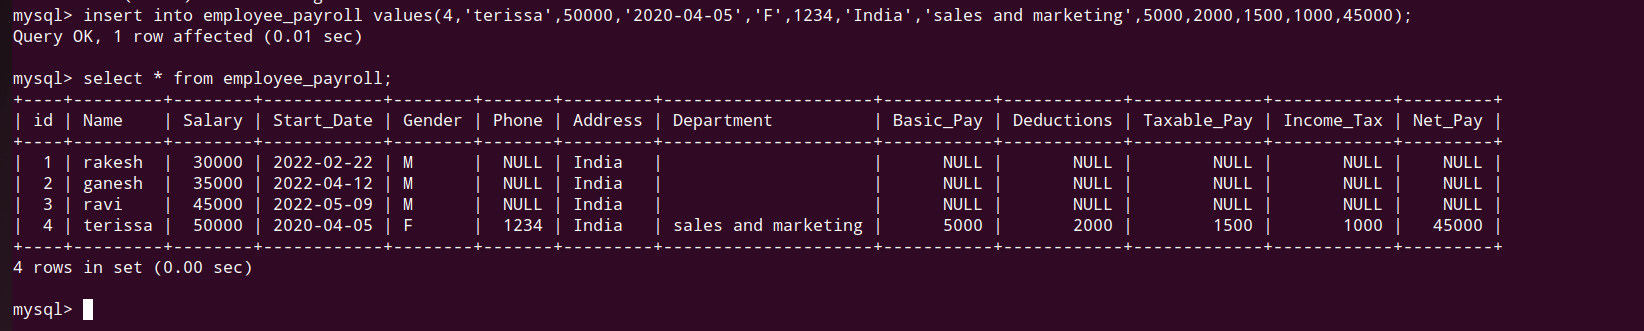 mysql> insert into employee_payroll values(4,'terissa',50000,'2020-04-05','F',1234,'India','sales and marketing',5000,2000,1500,1000,45000);
Query OK, 1 row affected (0.01 sec)
mysql> select * from employee_payroll;
+----+---------+--------+------------+--------+-------+---------+---------------------+-----------+------------+-------------+------------+---------+
| id | Name    | Salary | Start_Date | Gender | Phone | Address | Department          | Basic_Pay | Deductions | Taxable_Pay | Income_Tax | Net_Pay |
+----+---------+--------+------------+--------+-------+---------+---------------------+-----------+------------+-------------+------------+---------+
|  1 | rakesh  |  30000 | 2022-02-22 | M      |  NULL | India   |                     |      NULL |       NULL |        NULL |       NULL |    NULL |
|  2 | ganesh  |  35000 | 2022-04-12 | M      |  NULL | India   |                     |      NULL |       NULL |        NULL |       NULL |    NULL |
|  3 | ravi    |  45000 | 2022-05-09 | M      |  NULL | India   |                     |      NULL |       NULL |        NULL |       NULL |    NULL |
|  4 | terissa |  50000 | 2020-04-05 | F      |  1234 | India   | sales and marketing |      5000 |       2000 |        1500 |       1000 |   45000 |
+----+---------+--------+------------+--------+-------+---------+---------------------+-----------+------------+-------------+------------+---------+
4 rows in set (0.00 sec)
mysql>